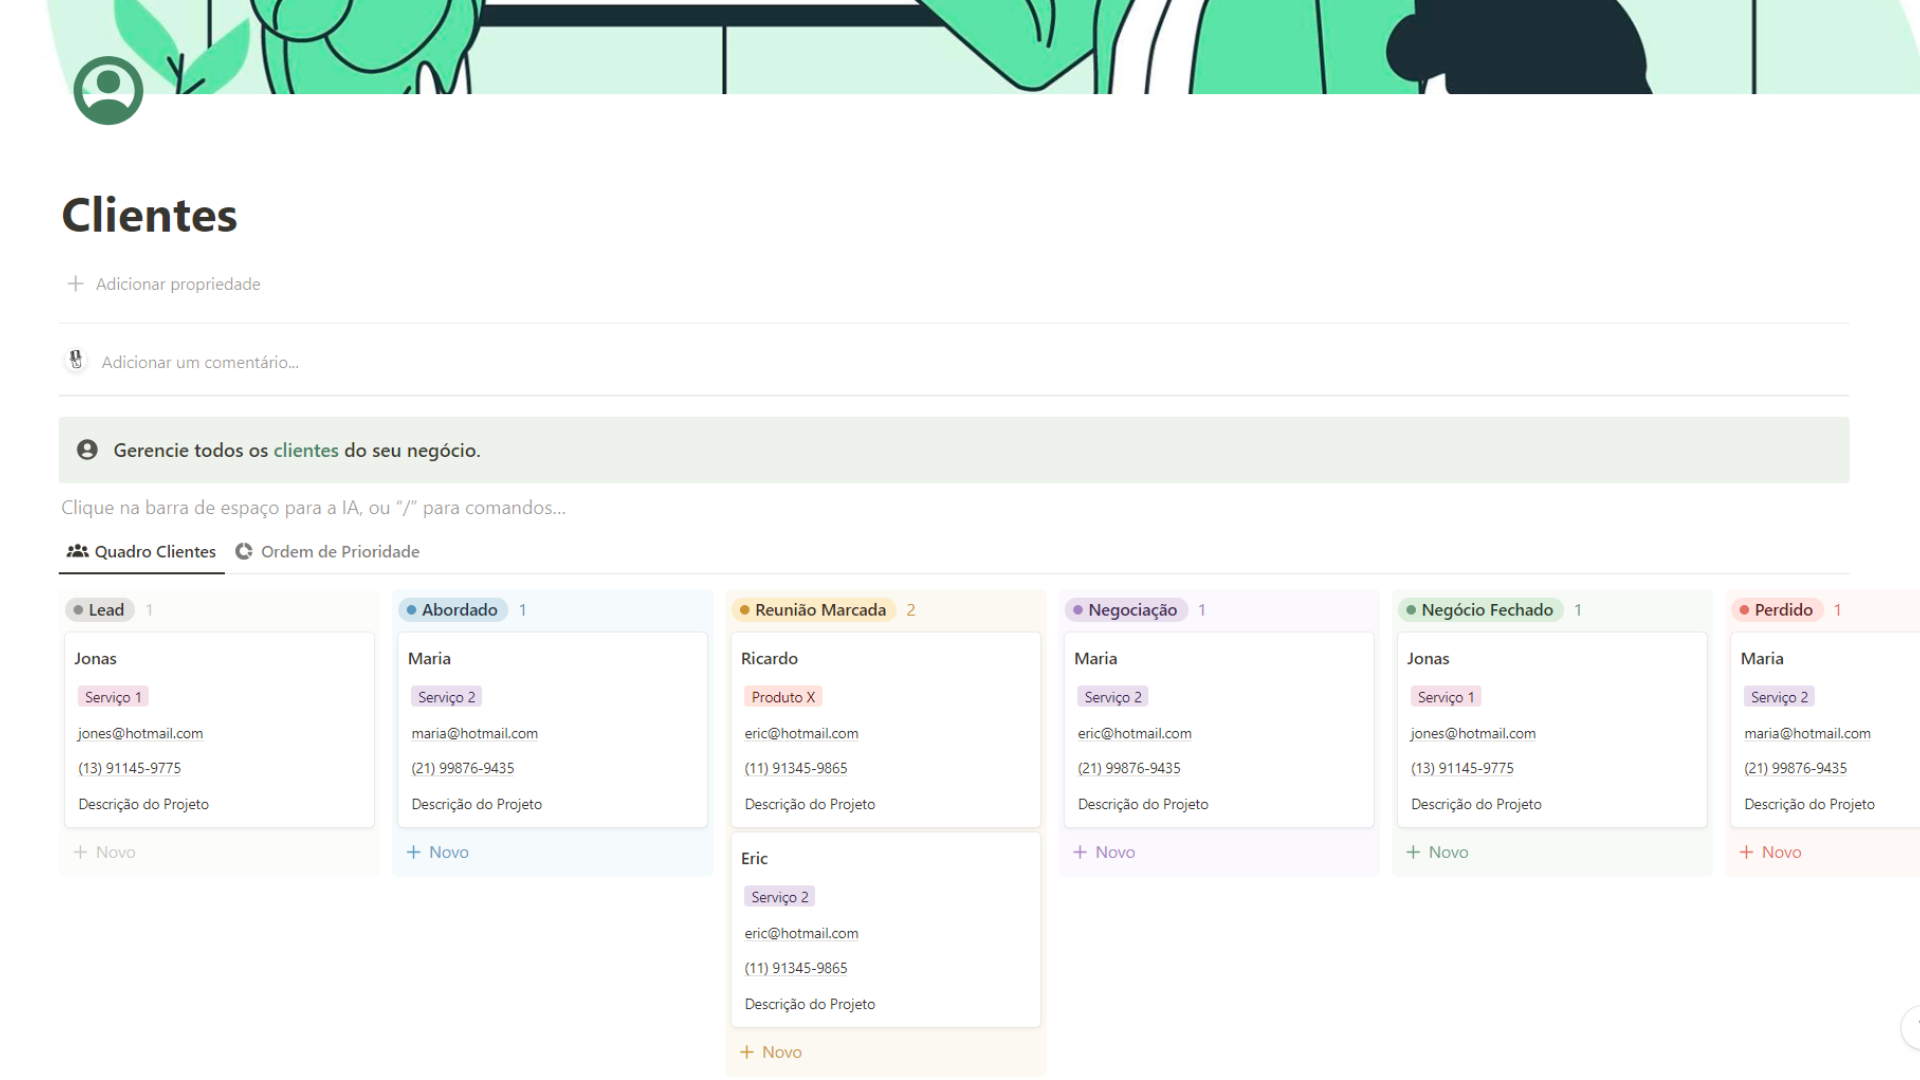 Clientes
Adicionar propriedade
Adicionar um comentário...
Gerencie todos os clientes do seu negócio.
Clique na barra de espaço para a IA, ou “/” para comandos...
Quadro Clientes
Ordem de Prioridade
Lead 1
Jonas
Serviço 1
jones@hotmail.com
(13) 91145-9775
Descrição do Projeto
+ Novo
Abordado 1
Maria
Serviço 2
maria@hotmail.com
(21) 99876-9435
Descrição do Projeto
+ Novo
Reunião Marcada 2
Ricardo
Produto X
eric@hotmail.com
(11) 91345-9865
Descrição do Projeto
Eric
Serviço 2
eric@hotmail.com
(11) 91345-9865
Descrição do Projeto
+ Novo
Negociação 1
Maria
Serviço 2
eric@hotmail.com
(21) 99876-9435
Descrição do Projeto
+ Novo
Negócio Fechado 1
Jonas
Serviço 1
jones@hotmail.com
(13) 91145-9775
Descrição do Projeto
+ Novo
Perdido 1
Maria
Serviço 2
maria@hotmail.com
(21) 99876-9435
Descrição do Projeto
+ Novo